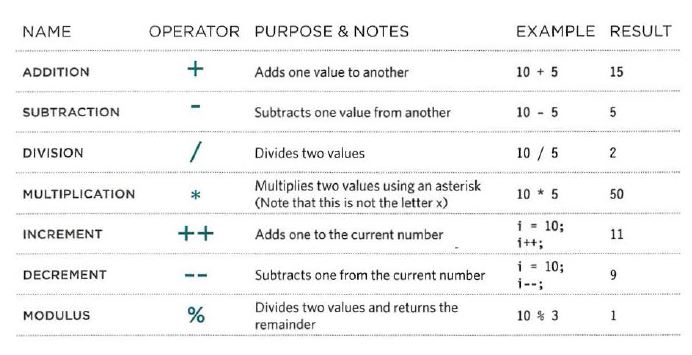 NAME OPERATOR PURPOSE & NOTES EXAMPLE RESULT
ADDITION + Adds one value to another 10 + 5 15
SUBTRACTION - Subtracts one value from another 10 - 5 5
DIVISION / Divides two values 10 / 5 2
MULTIPLICATION * Multiplies two values using an asterisk
(Note that this is not the letter x) 10 * 5 50
INCREMENT ++ Adds one to the current number i = 10;
i++; 11
DECREMENT -- Subtracts one from the current number i = 10;
i--; 9
MODULUS % Divides two values and returns the
remainder 10 % 3 1